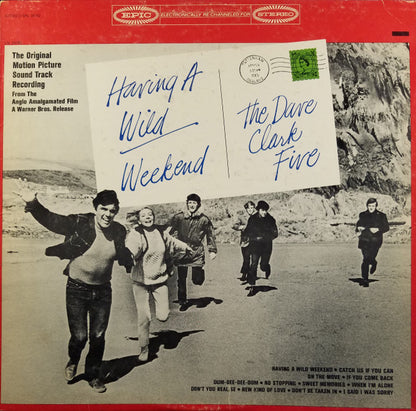 EPIC ELECTRONICALLY RE-CHANNELED FOR STEREO
The Original
Motion Picture
Sound Track
Recording
From The
Anglo Amalgamated Film
A Warner Bros. Release
Having A
Wild
Weekend
The Dave
Clark
Five
HAVING A WILD WEEKEND • CATCH US IF YOU CAN
ON THE MOVE • IF YOU COME BACK
DUM-DEE-DEE-DUM • NO STOPPING • SWEET MEMORIES • WHEN I'M ALONE
DON'T YOU REALIZE • NEW KIND OF LOVE • DON'T BE TAKEN IN • I SAID I WAS SORRY